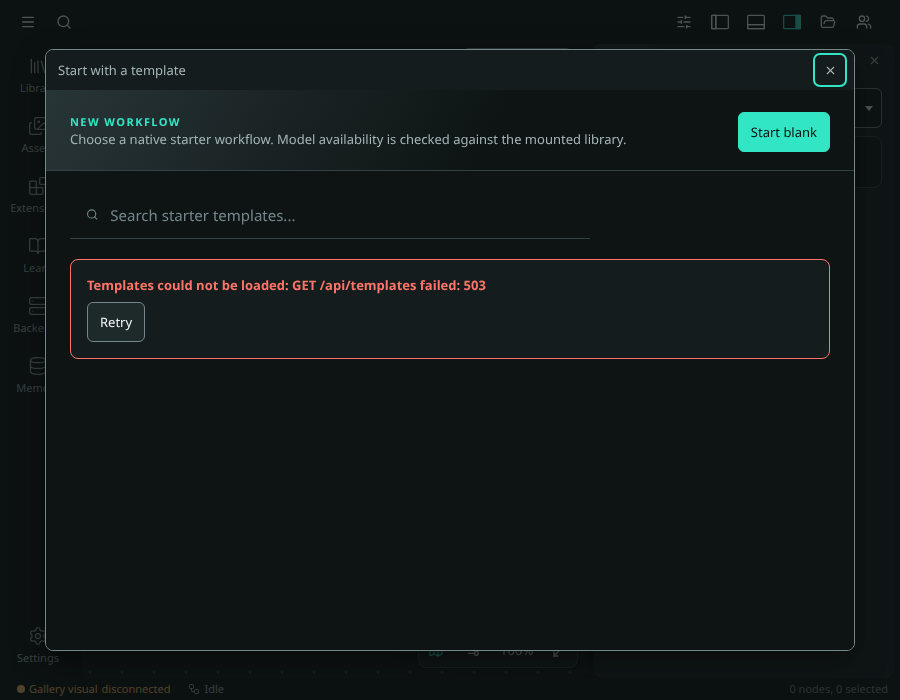 Start with a template
NEW WORKFLOW
Choose a native starter workflow. Model availability is checked against the mounted library.
Start blank
Search starter templates...
Templates could not be loaded: GET /api/templates failed: 503
Retry
Settings
100%
Gallery visual disconnected
Idle
0 nodes, 0 selected